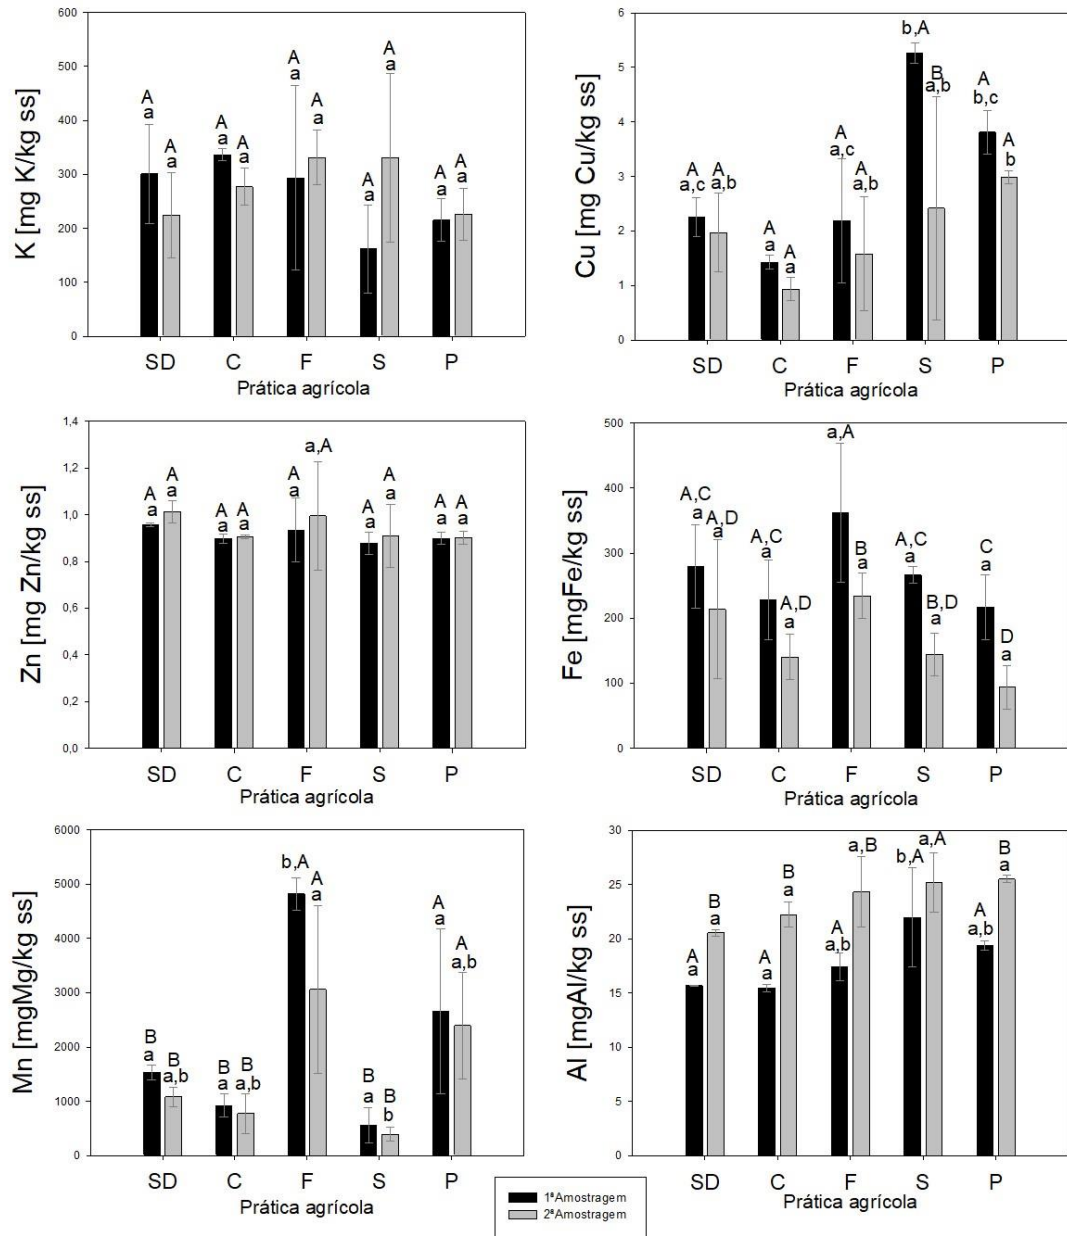 K [mg K/kg ss]
600
500
400
300
200
100
0
A
a
A
a
A
a
A
a
A
a
A
a
A
a
A
a
A
a
A
a
SD C F S P
Prática agrícola
Cu [mg Cu/kg ss]
6
5
4
3
2
1
0
A
a,c
A
a,b
A
a
A
a
A
a,c
A
a,b
b,A
B
a,b
A
b,c
A
b
SD C F S P
Prática agrícola
Zn [mg Zn/kg ss]
1,4
1,2
1,0
0,8
0,6
0,4
0,2
0,0
A
a
A
a
A
a
A
a
A
a
a,A
A
a
A
a
A
a
A
a
SD C F S P
Prática agrícola
Fe [mgFe/kg ss]
500
400
300
200
100
0
A,C
a
A,D
a
A,C
a
A,D
a
a,A
B
a
A,C
a
B,D
a
C
a
D
a
SD C F S P
Prática agrícola
Mn [mgMg/kg ss]
6000
5000
4000
3000
2000
1000
0
B
a
B
a,b
B
a
B
a,b
b,A
A
a
B
a
B
b
A
a
A
a,b
SD C F S P
Prática agrícola
Al [mgAl/kg ss]
30
25
20
15
10
5
0
A
a
B
a
A
a
B
a
A
a,b
a,B
b,A
a,A
A
a,b
B
a
SD C F S P
Prática agrícola
1ªAmostragem
2ªAmostragem